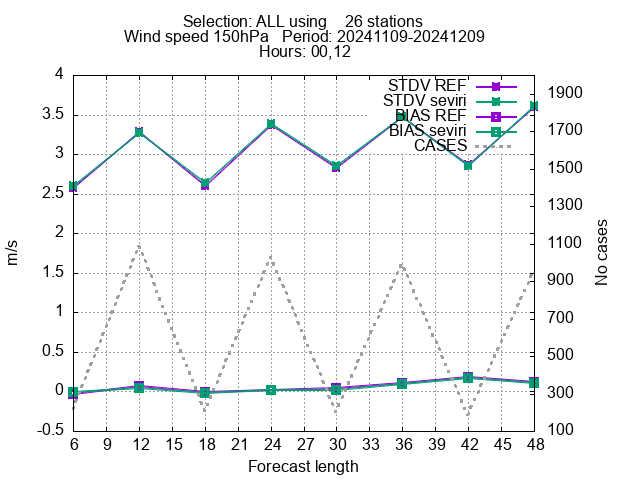 Selection: ALL using    26 stations
Wind speed 150hPa   Period: 20241109-20241209
Hours: 00,12
STDV REF
STDV seviri
BIAS REF
BIAS seviri
CASES
4
3.5
3
2.5
2
1.5
1
0.5
0
-0.5
m/s
1900
1700
1500
1300
1100
900
700
500
300
100
No cases
6 9 12 15 18 21 24 27 30 33 36 39 42 45 48
Forecast length